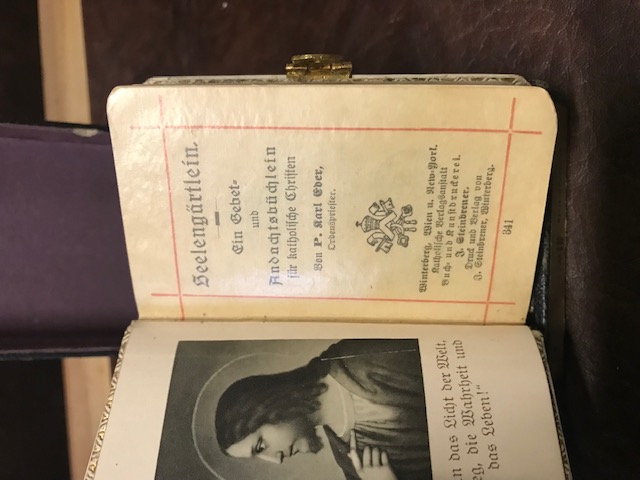 Seelengärtlein.
Ein Gebet-
und
Andachtsbüchlein
für katholische Christen
Von P. Karl Eder,
Ordenspriester.
Winterberg, Wien u. New-York.
Katholische Verlagsanstalt
Buch- und Kunstdruckerei
J. Steinbrener.
Druck und Verlag von
J. Steinbrener, Winterberg.
341
das Licht der Welt,
die Wahrheit und
das Leben!"